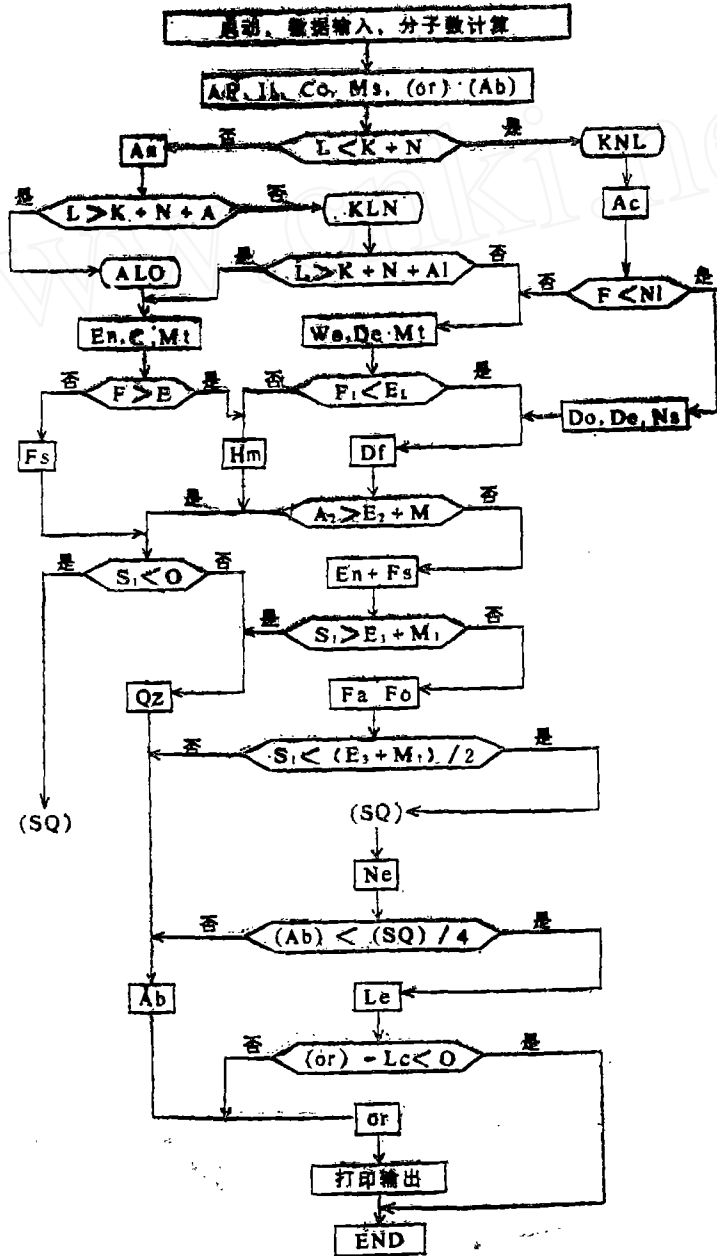 启动、数据输入、分子数计算
AP、IL、Co, Ms, (or)·(Ab)
An
否
L<K+N
是
KNL
是
L>K+N+A
否
KLN
Ac
ALO
是
L>K+N+Al
否
否
F<Nl
是
En, C, Mt
Wo, De·Mt
否
F>E
是
否
F₁<E₁
是
Do, De, Ns
Fs
Hm
Df
是
A₂>E₂+M
否
是
S₁<O
否
En+Fs
是
S₁>E₃+M₁
否
Qz
Fa Fo
否
S₁<(E₃+M₁)/2
是
(SQ)
(SQ)
Ne
否
(Ab)<(SQ)/4
是
Ab
Le
否
(or)-Lc<O
是
or
打印输出
END